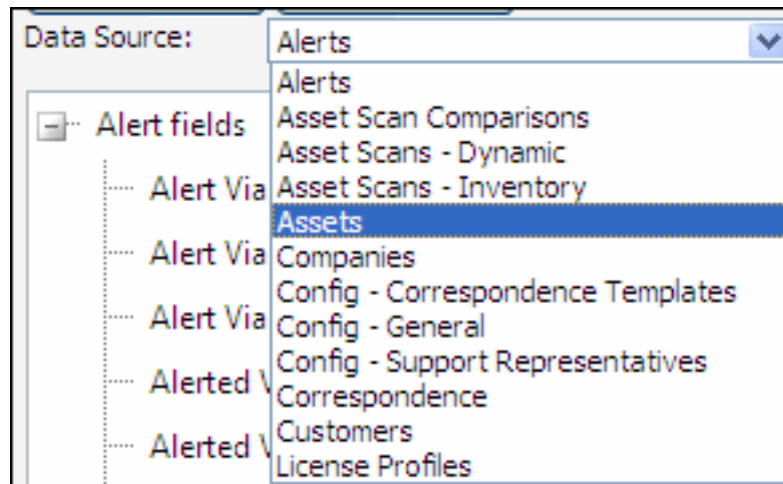 Data Source:
Alerts
Alerts
Asset Scan Comparisons
Asset Scans - Dynamic
Asset Scans - Inventory
Assets
Companies
Config - Correspondence Templates
Config - General
Config - Support Representatives
Correspondence
Customers
License Profiles
Alert fields
Alert Via
Alert Via
Alert Via
Alerted
Alerted